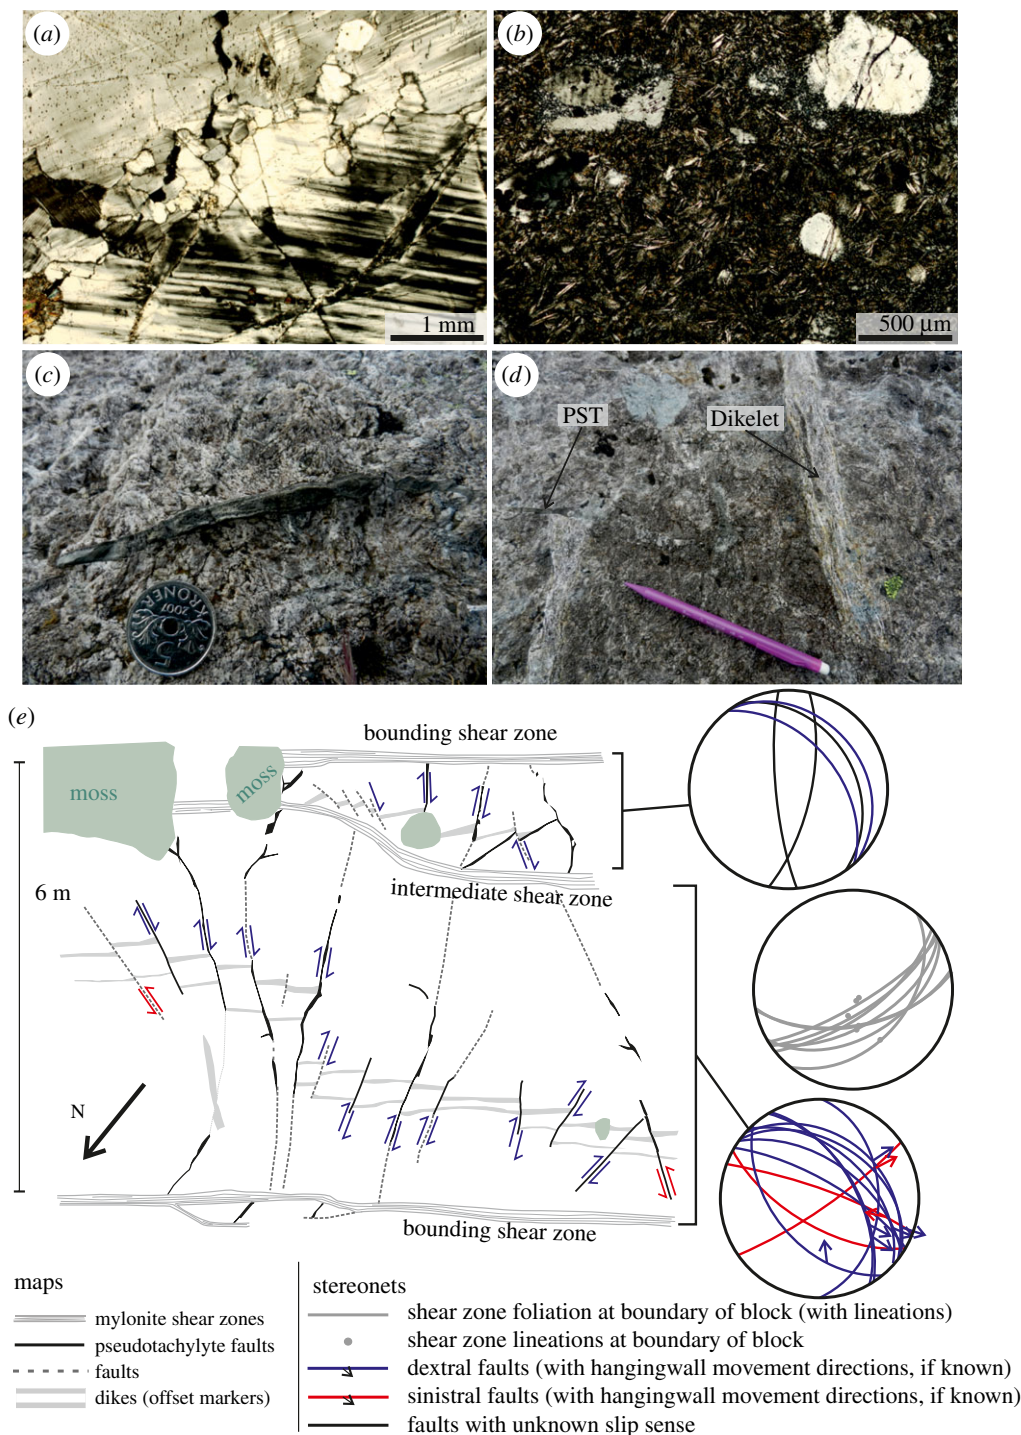 (a)
(b)
1 mm
500 µm
(c)
(d)
PST
Dikelet
KRONER
2007
5
(e)
bounding shear zone
moss
moss
6 m
intermediate shear zone
N
bounding shear zone
maps
mylonite shear zones
pseudotachylyte faults
faults
dikes (offset markers)
stereonets
shear zone foliation at boundary of block (with lineations)
shear zone lineations at boundary of block
dextral faults (with hangingwall movement directions, if known)
sinistral faults (with hangingwall movement directions, if known)
faults with unknown slip sense